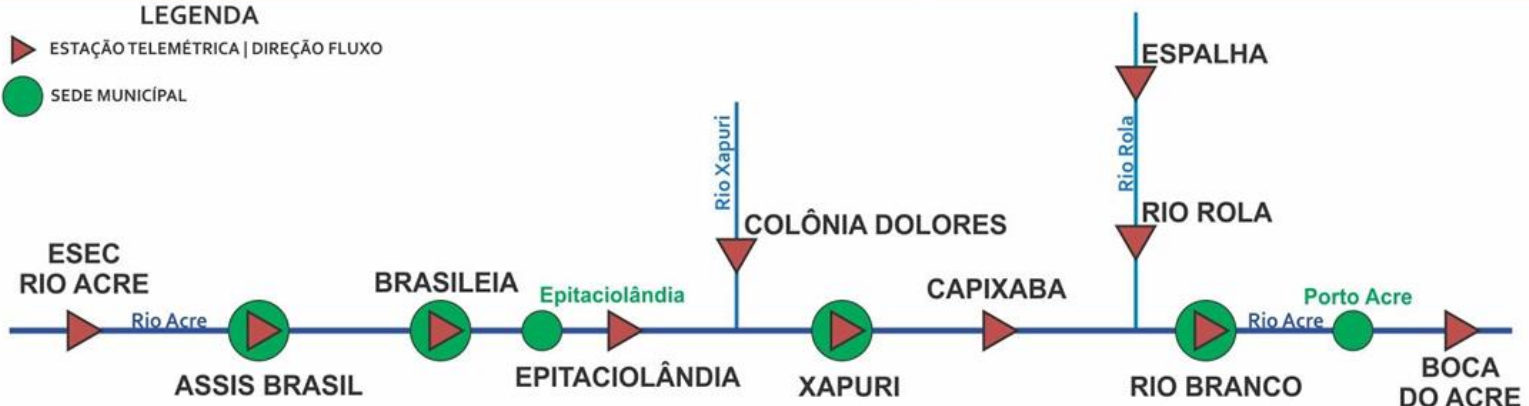 LEGENDA
ESTAÇÃO TELEMÉTRICA | DIREÇÃO FLUXO
SEDE MUNICÍPAL
ESPALHA
Rio Xapuri
Rio Rola
COLÔNIA DOLORES
RIO ROLA
ESEC
RIO ACRE
BRASILEIA
Epitaciolândia
CAPIXABA
Porto Acre
Rio Acre
Rio Acre
ASSIS BRASIL
EPITACIOLÂNDIA
XAPURI
RIO BRANCO
BOCA
DO ACRE